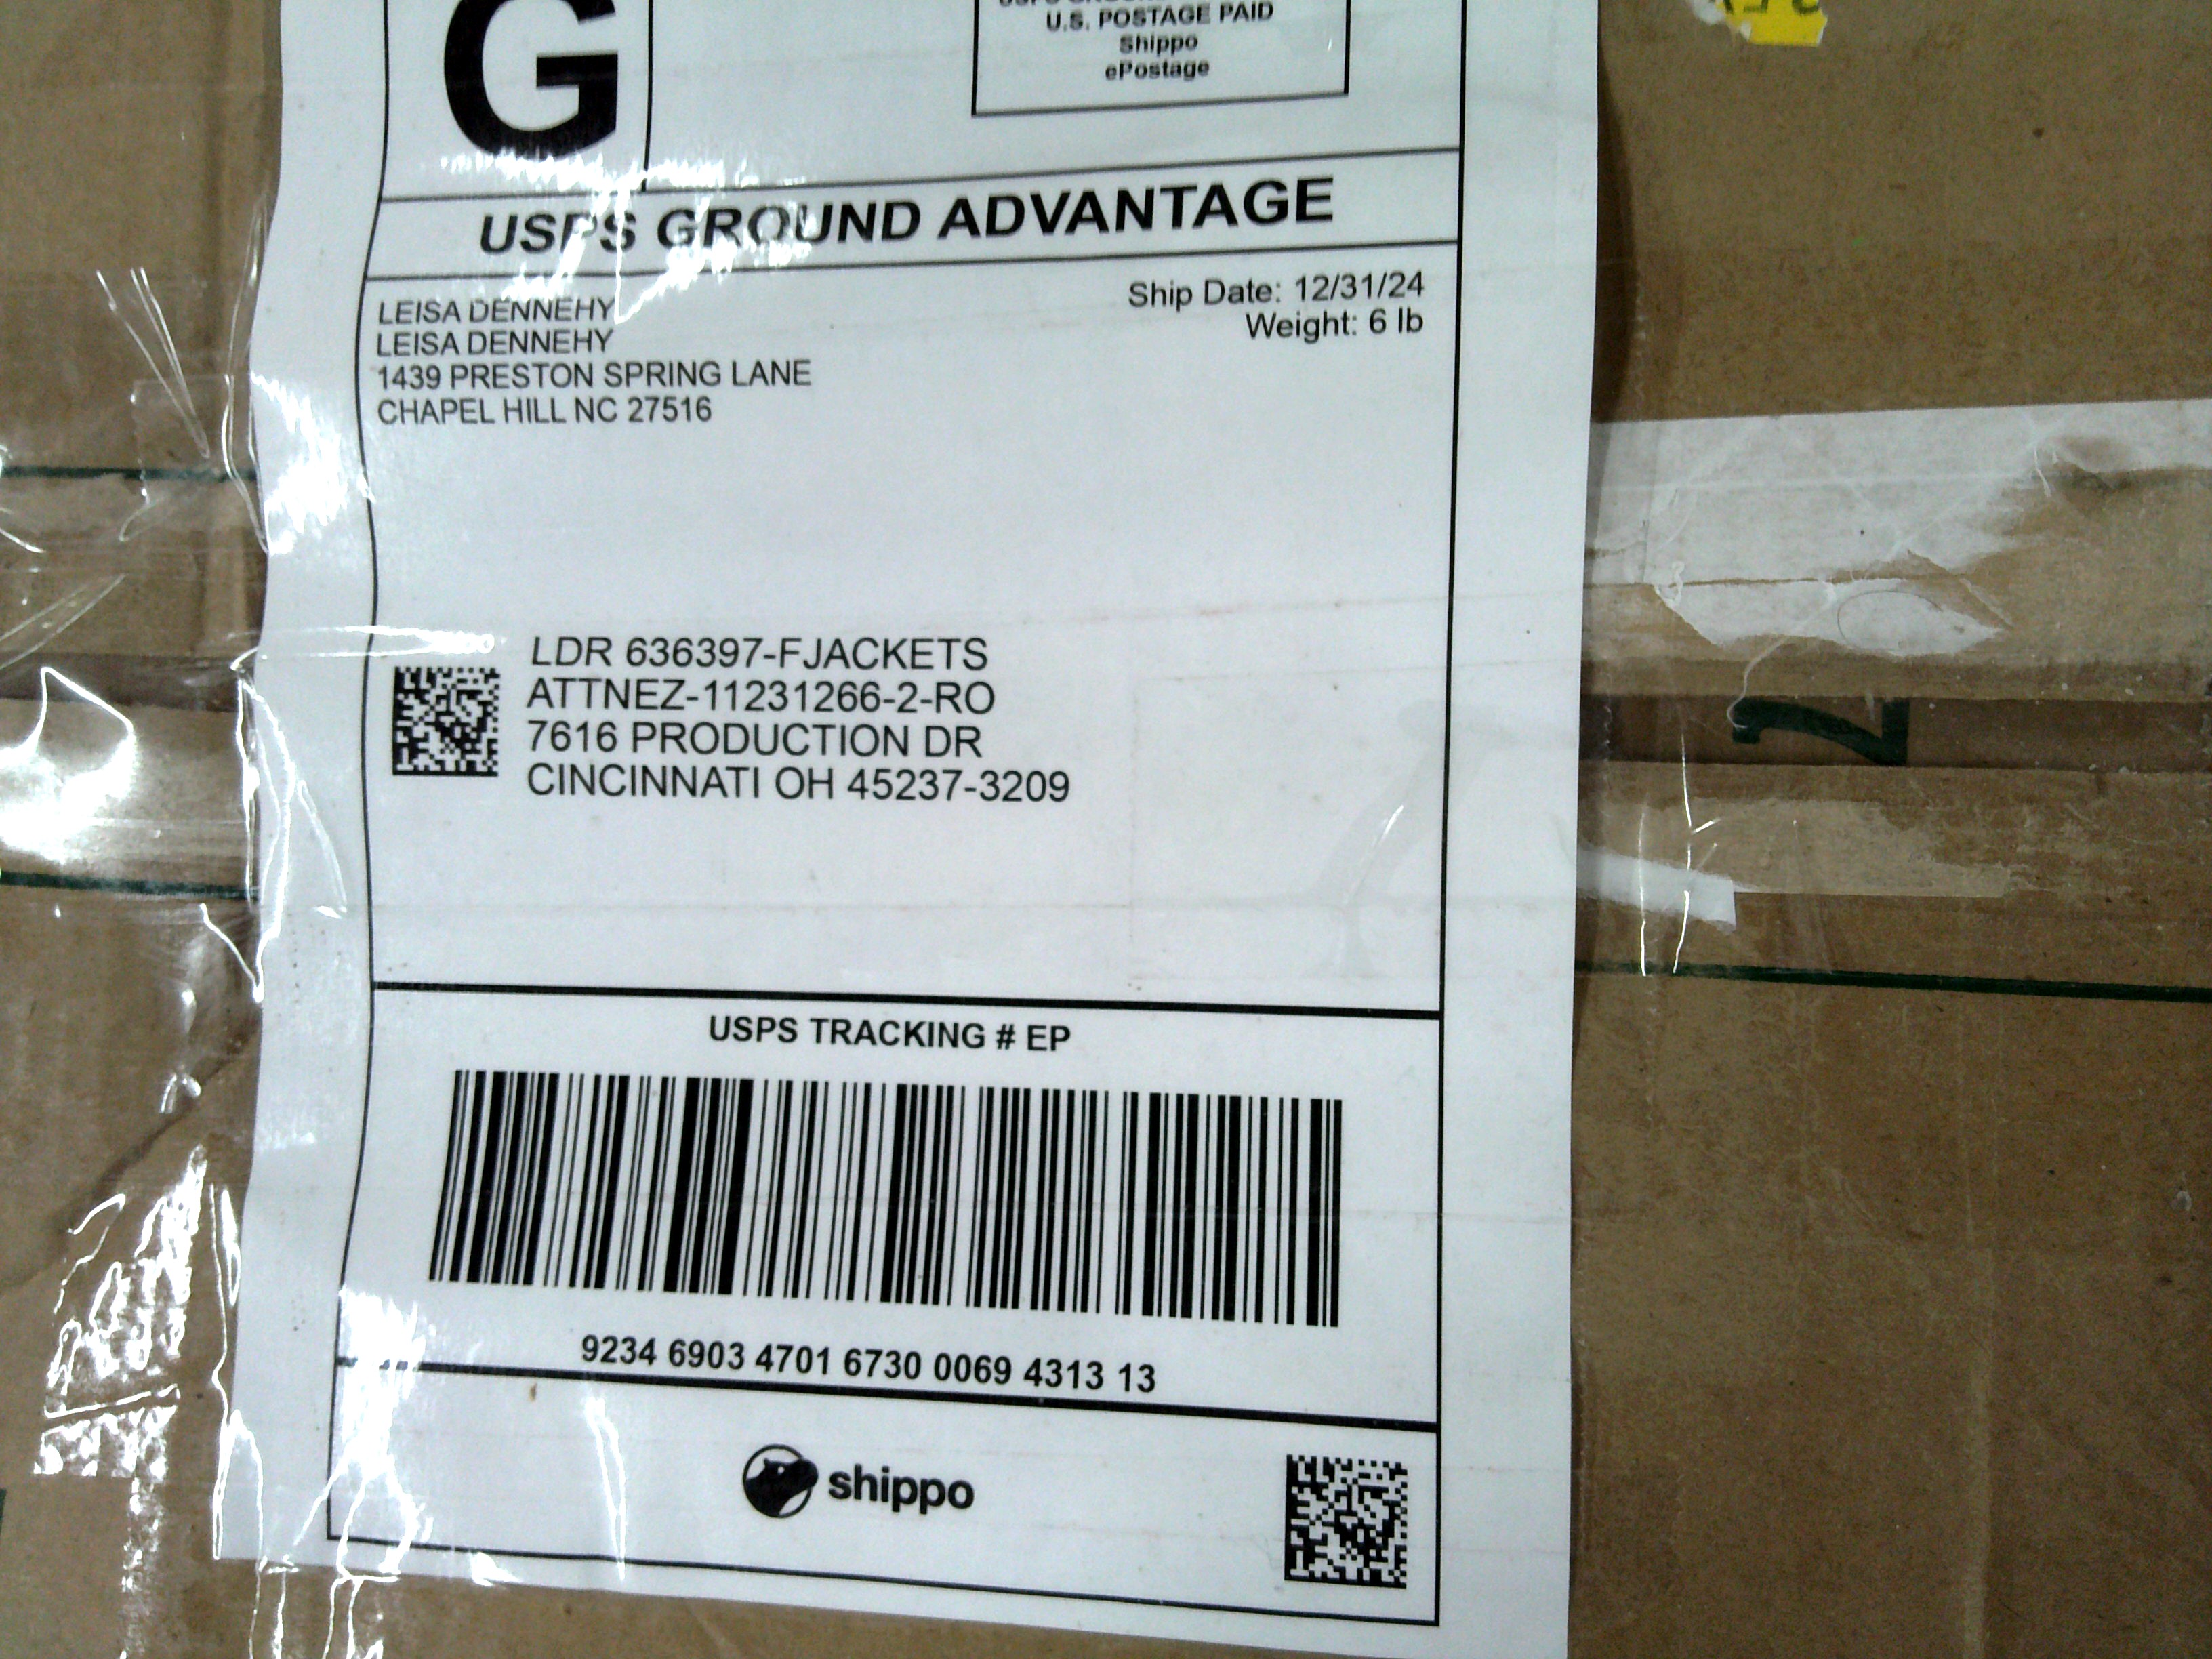 G
U.S. POSTAGE PAID
Shippo
ePostage
USPS GROUND ADVANTAGE
LEISA DENNEHY
LEISA DENNEHY
1439 PRESTON SPRING LANE
CHAPEL HILL NC 27516
Ship Date: 12/31/24
Weight: 6 lb
LDR 636397-FJACKETS
ATTNEZ-11231266-2-RO
7616 PRODUCTION DR
CINCINNATI OH 45237-3209
USPS TRACKING # EP
9234 6903 4701 6730 0069 4313 13
shippo